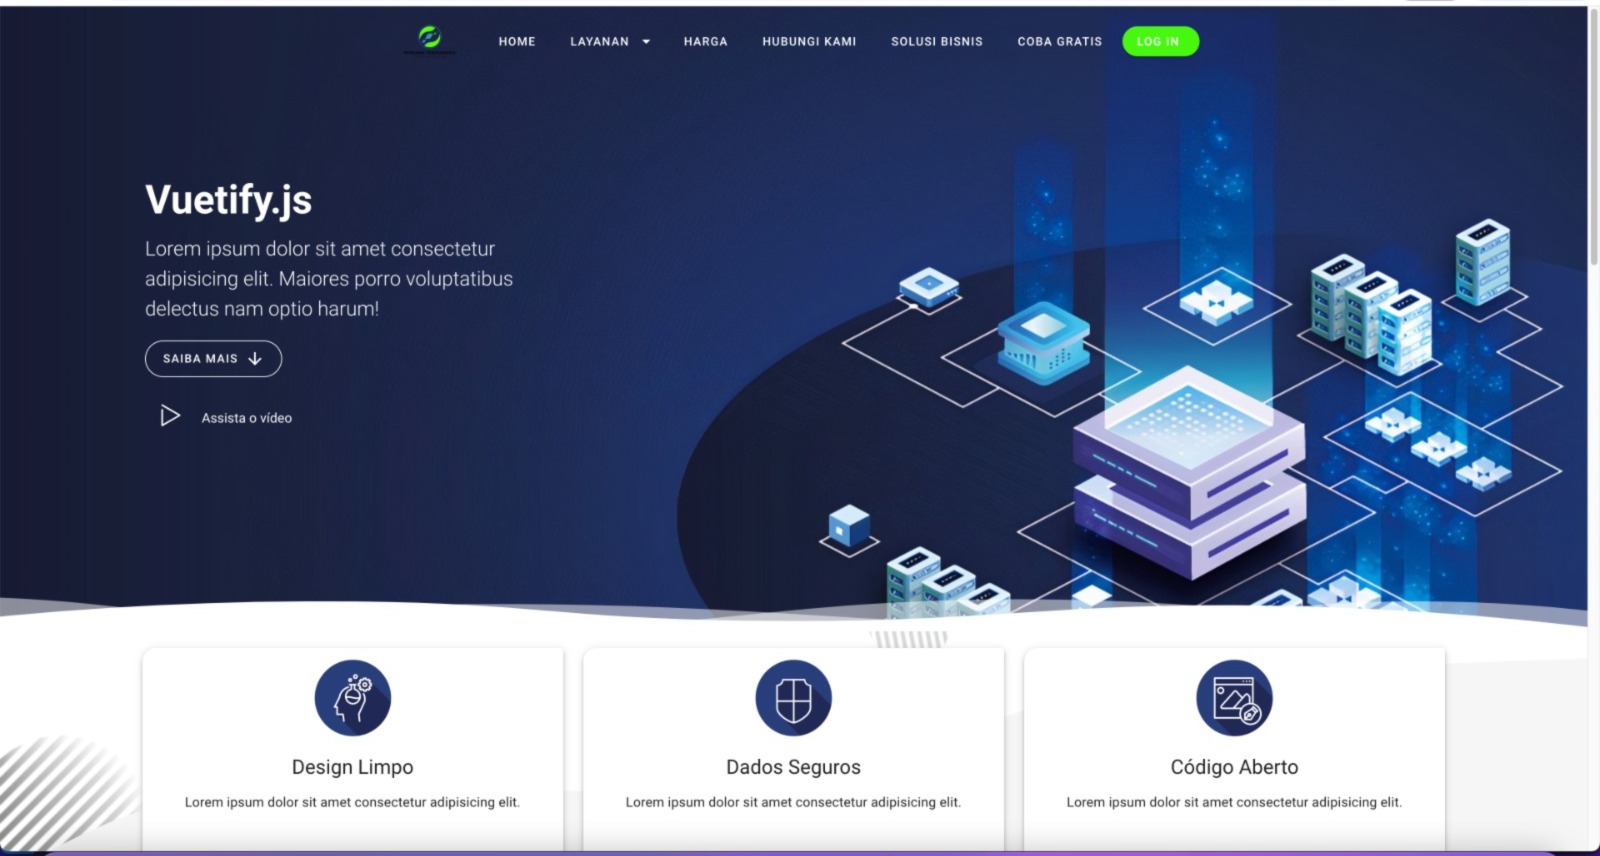 HOME LAYANAN HARGA HUBUNGI KAMI SOLUSI BISNIS COBA GRATIS LOG IN
Vuetify.js
Lorem ipsum dolor sit amet consectetur
adipisicing elit. Maiores porro voluptatibus
delectus nam optio harum!
SAIBA MAIS
Assista o vídeo
Design Limpo
Lorem ipsum dolor sit amet consectetur adipisicing elit.
Dados Seguros
Lorem ipsum dolor sit amet consectetur adipisicing elit.
Código Aberto
Lorem ipsum dolor sit amet consectetur adipisicing elit.